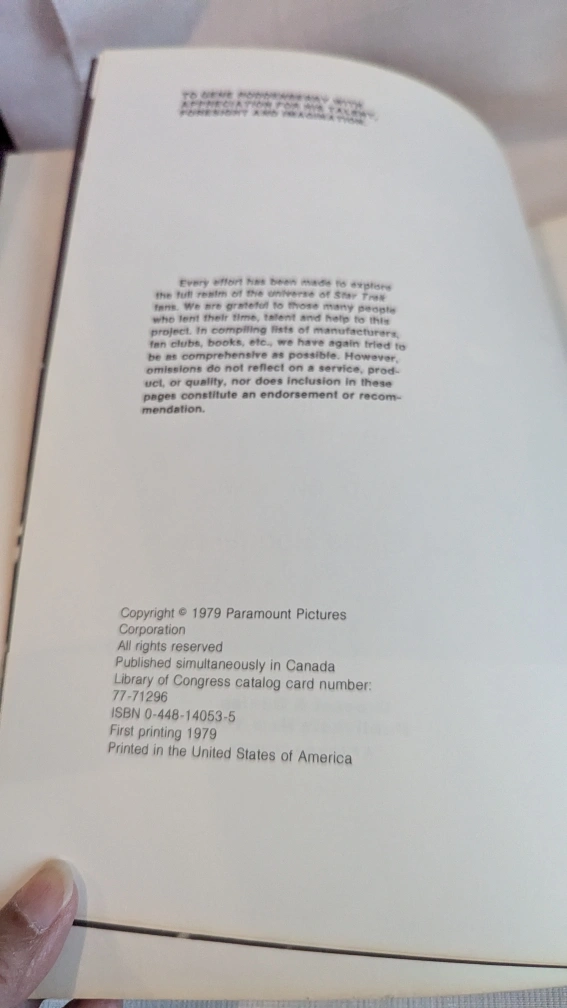 TO GENE RODDENBERRY WITH
APPRECIATION FOR HIS TALENT,
FORESIGHT AND IMAGINATION.
Every effort has been made to explore
the full realm of the universe of Star Trek
fans. We are grateful to those many people
who lent their time, talent and help to this
project. In compiling lists of manufacturers,
fan clubs, books, etc., we have again tried to
be as comprehensive as possible. However,
omissions do not reflect on a service, prod-
uct, or quality, nor does inclusion in these
pages constitute an endorsement or recom-
mendation.
Copyright © 1979 Paramount Pictures
Corporation
All rights reserved
Published simultaneously in Canada
Library of Congress catalog card number:
77-71296
ISBN 0-448-14053-5
First printing 1979
Printed in the United States of America